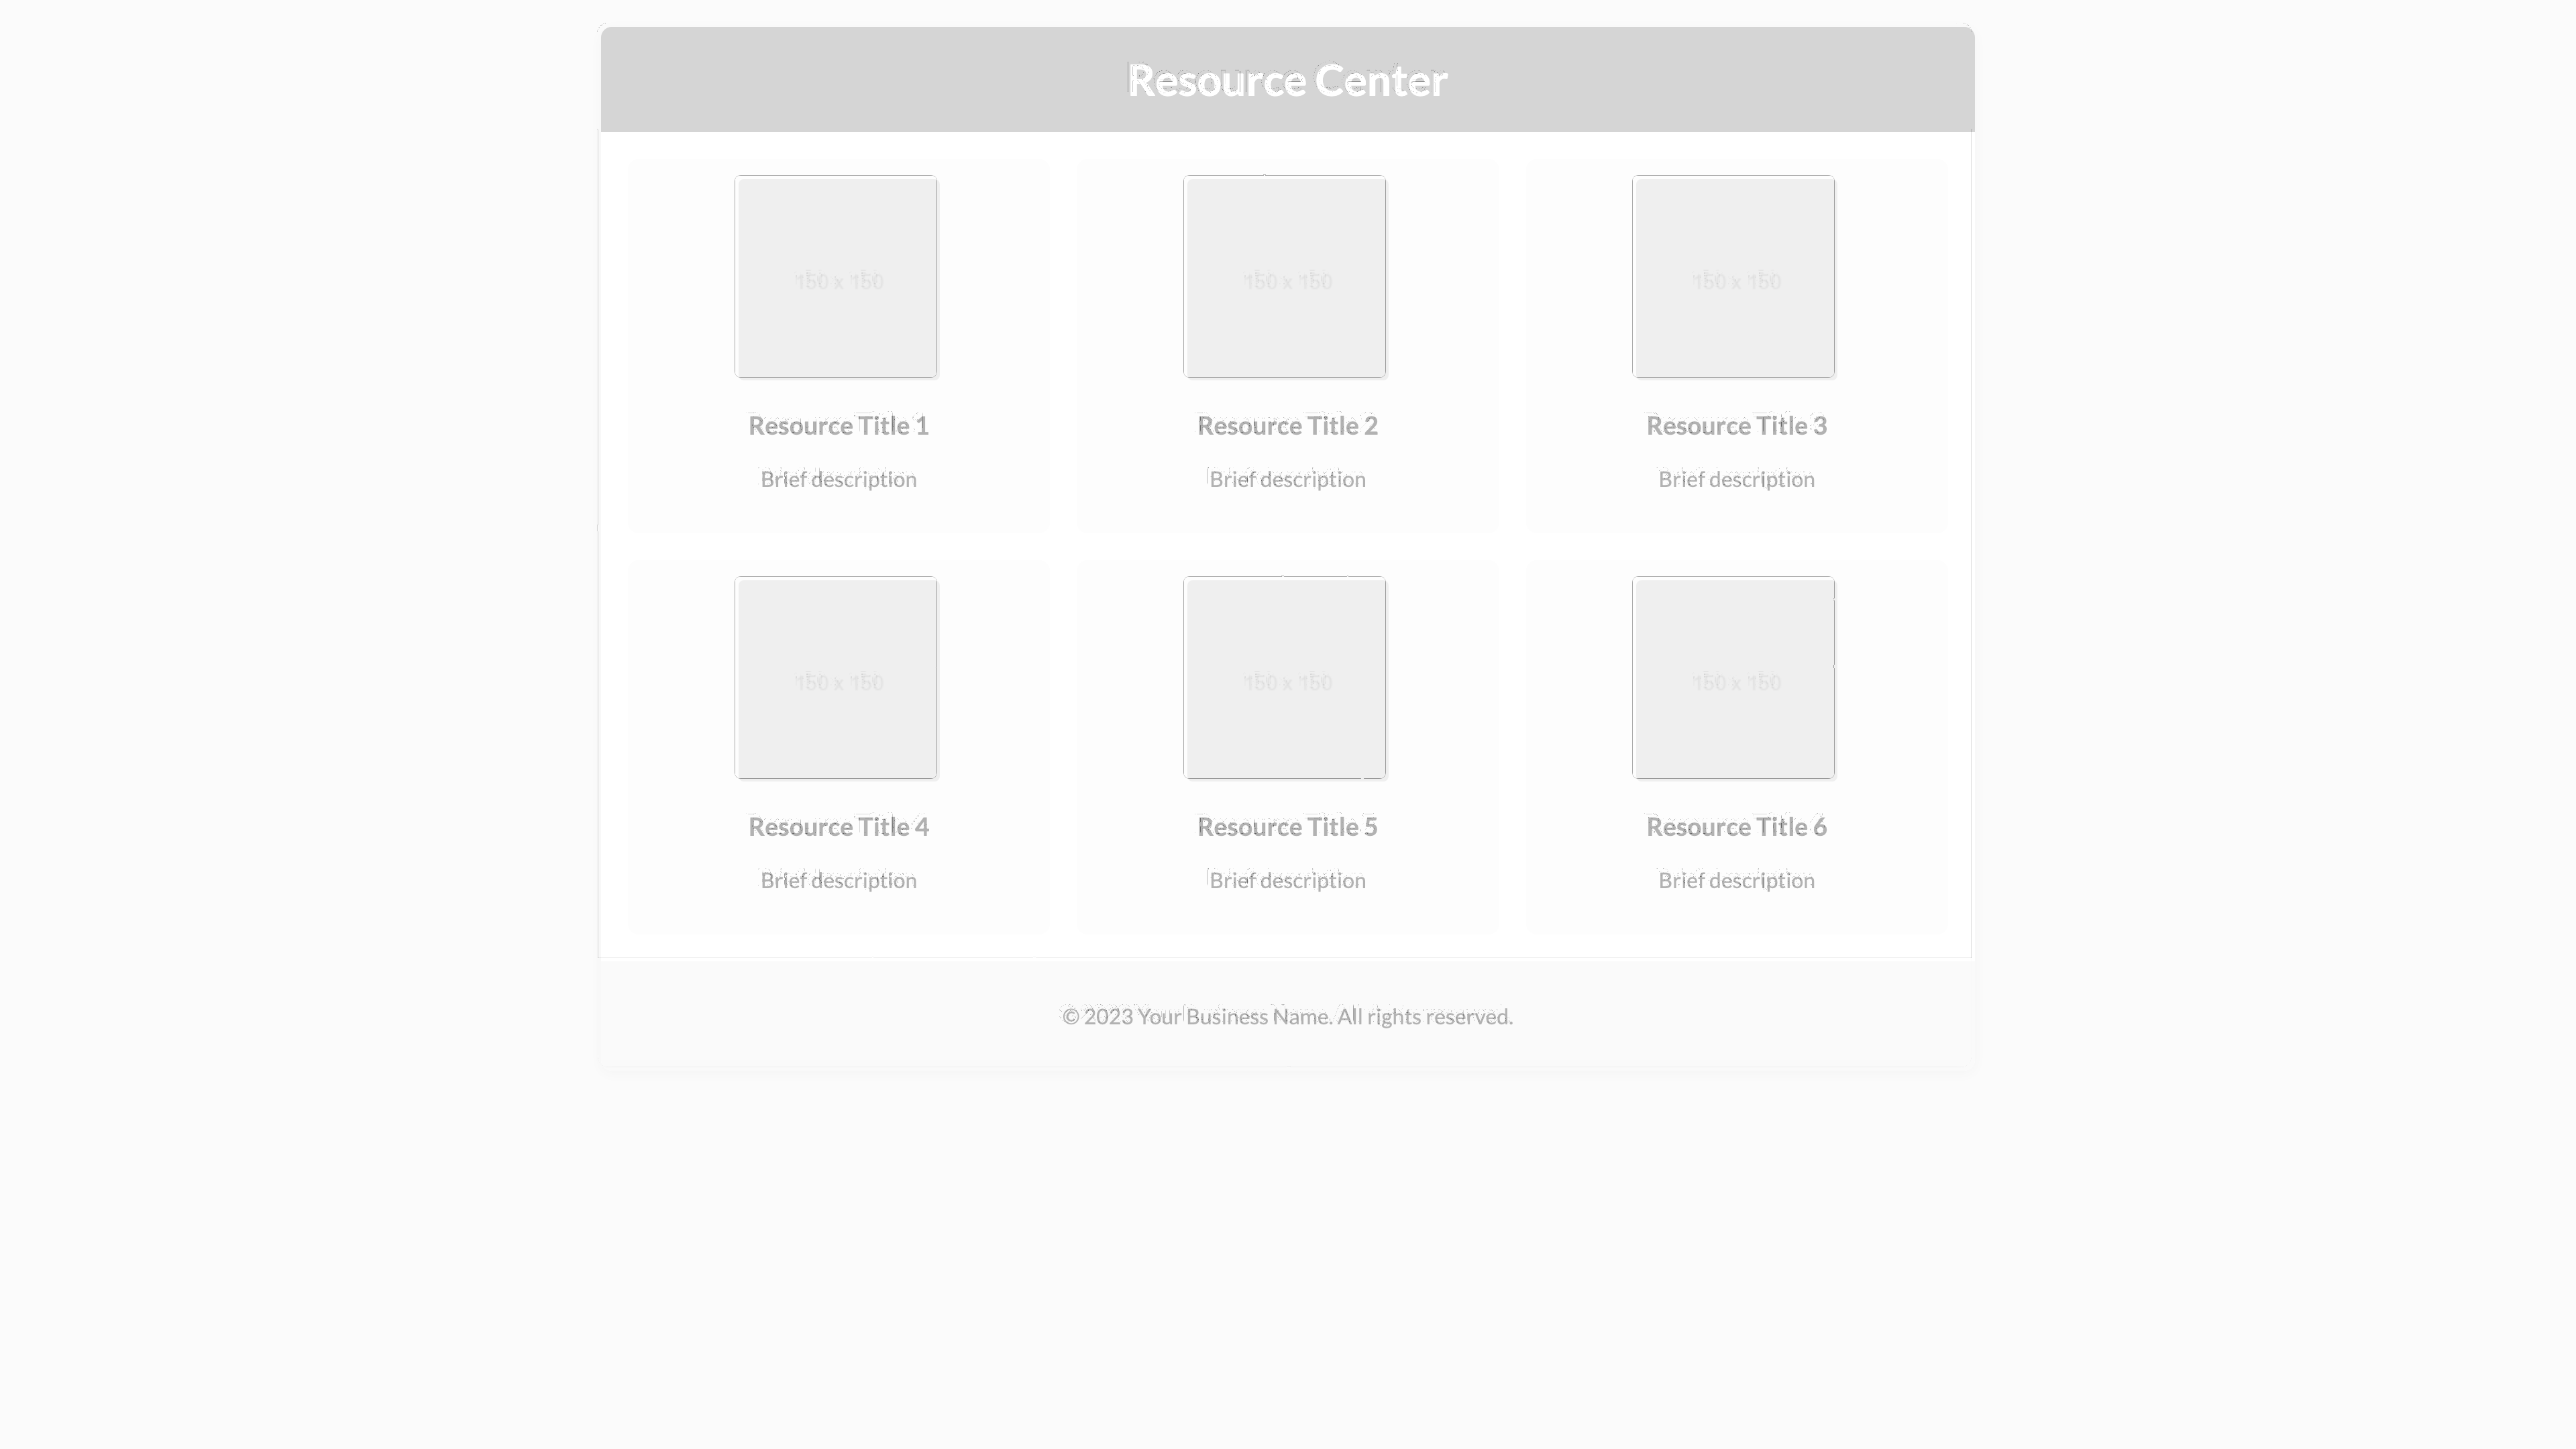 Resource Center
150 x 150
150 x 150
150 x 150
Resource Title 1
Resource Title 2
Resource Title 3
Brief description
Brief description
Brief description
150 x 150
150 x 150
150 x 150
Resource Title 4
Resource Title 5
Resource Title 6
Brief description
Brief description
Brief description
© 2023 Your Business Name. All rights reserved.